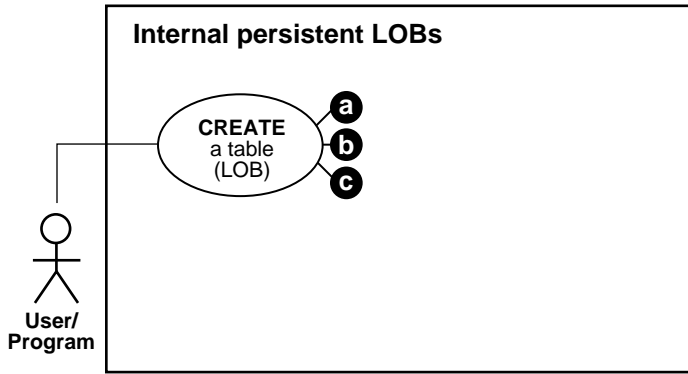 Internal persistent LOBs
CREATE
a table
(LOB)
a
b
c
User/
Program